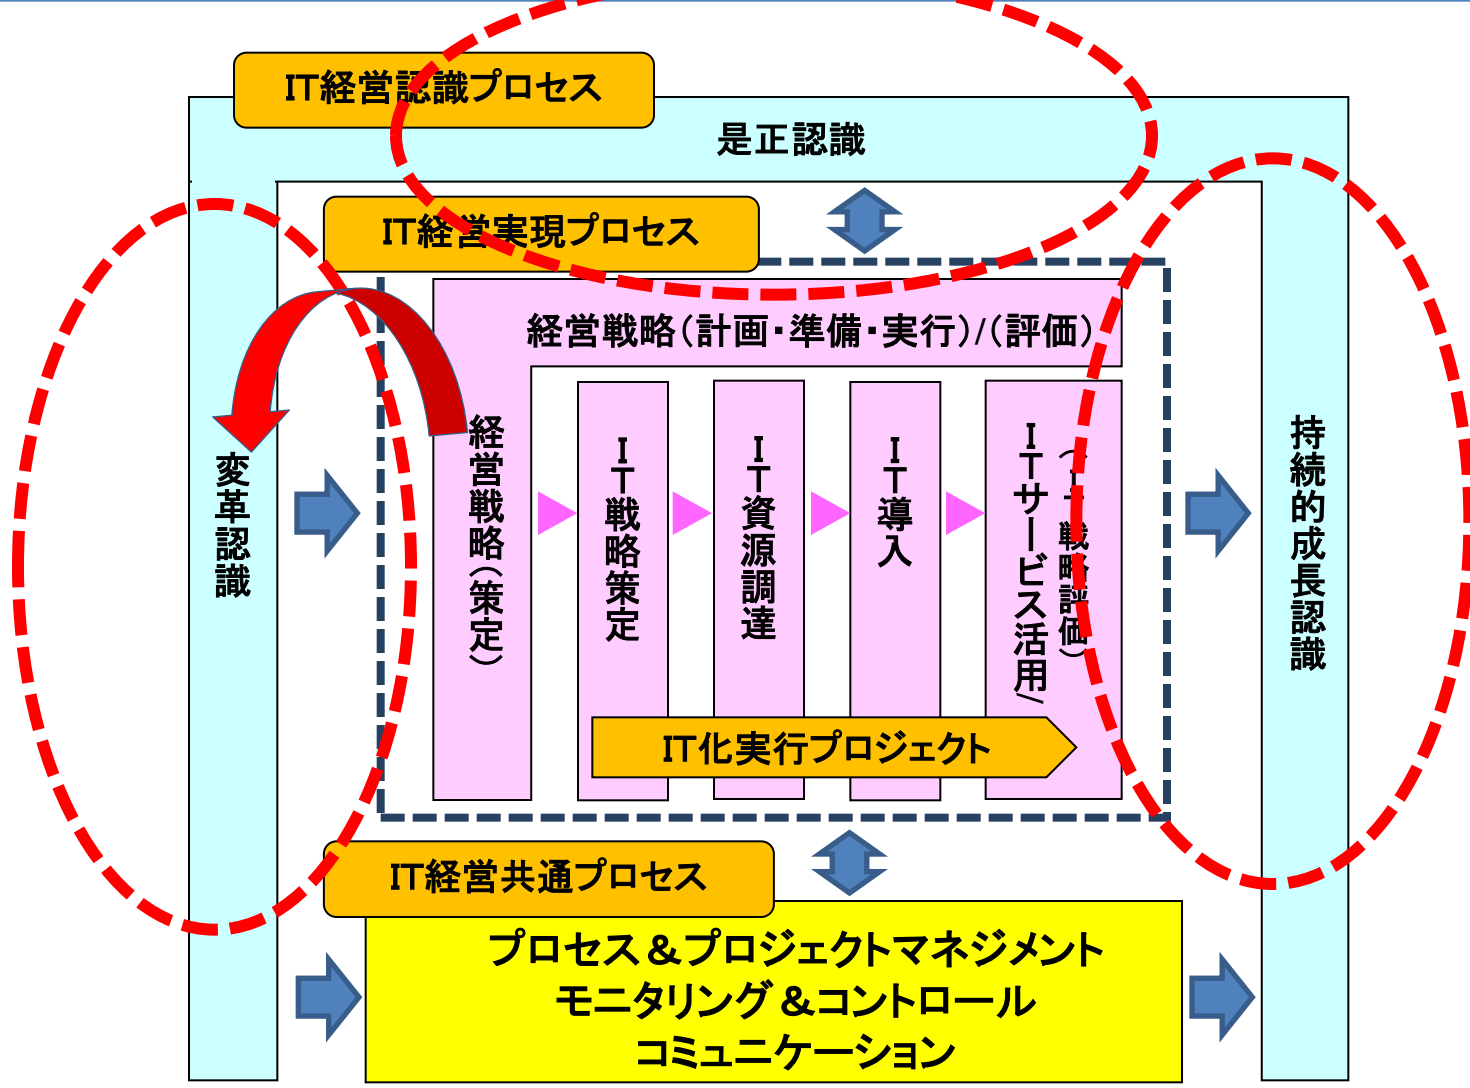 IT経営認識プロセス
是正認識
IT経営実現プロセス
経営戦略(計画・準備・実行)/(評価)
変革認識
経営戦略(策定)
IT戦略策定
IT資源調達
IT導入
ITサービス活用/
(IT戦略評価)
持続的成長認識
IT化実行プロジェクト
IT経営共通プロセス
プロセス&プロジェクトマネジメント
モニタリング&コントロール
コミュニケーション